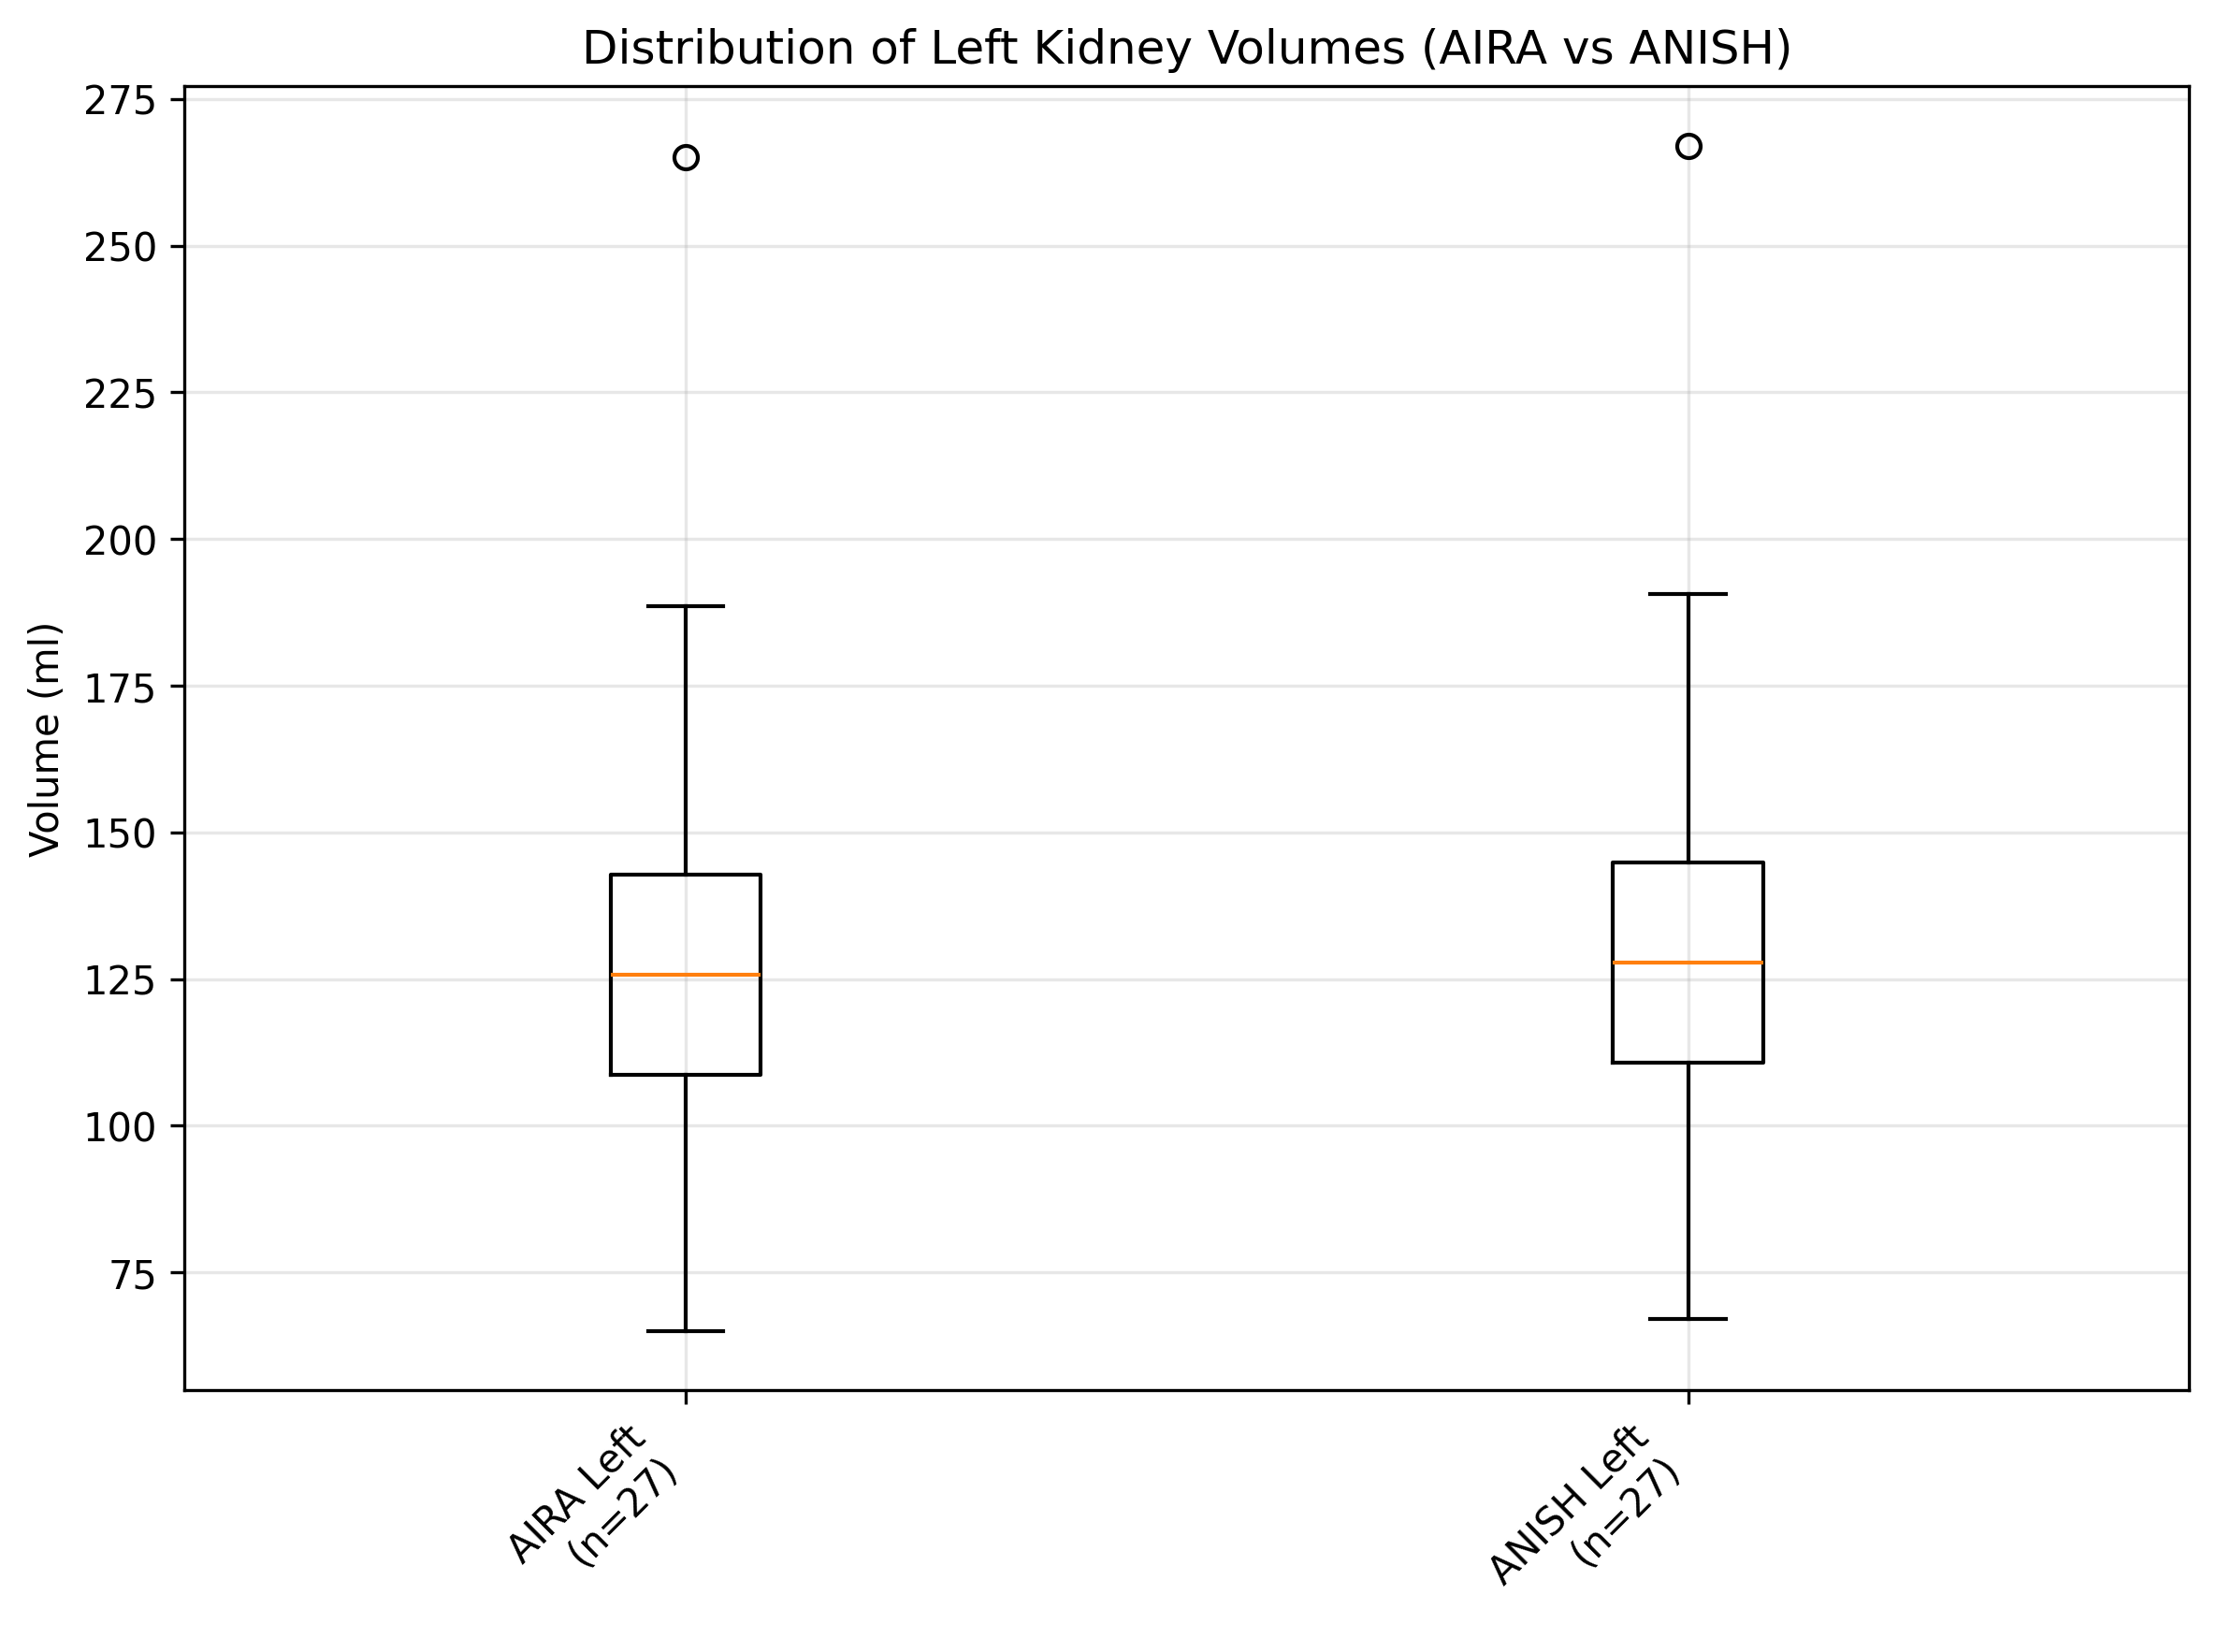 Distribution of Left Kidney Volumes (AIRA vs ANISH)
Volume (ml)
275
250
225
200
175
150
125
100
75
AIRA Left
(n=27)
ANISH Left
(n=27)